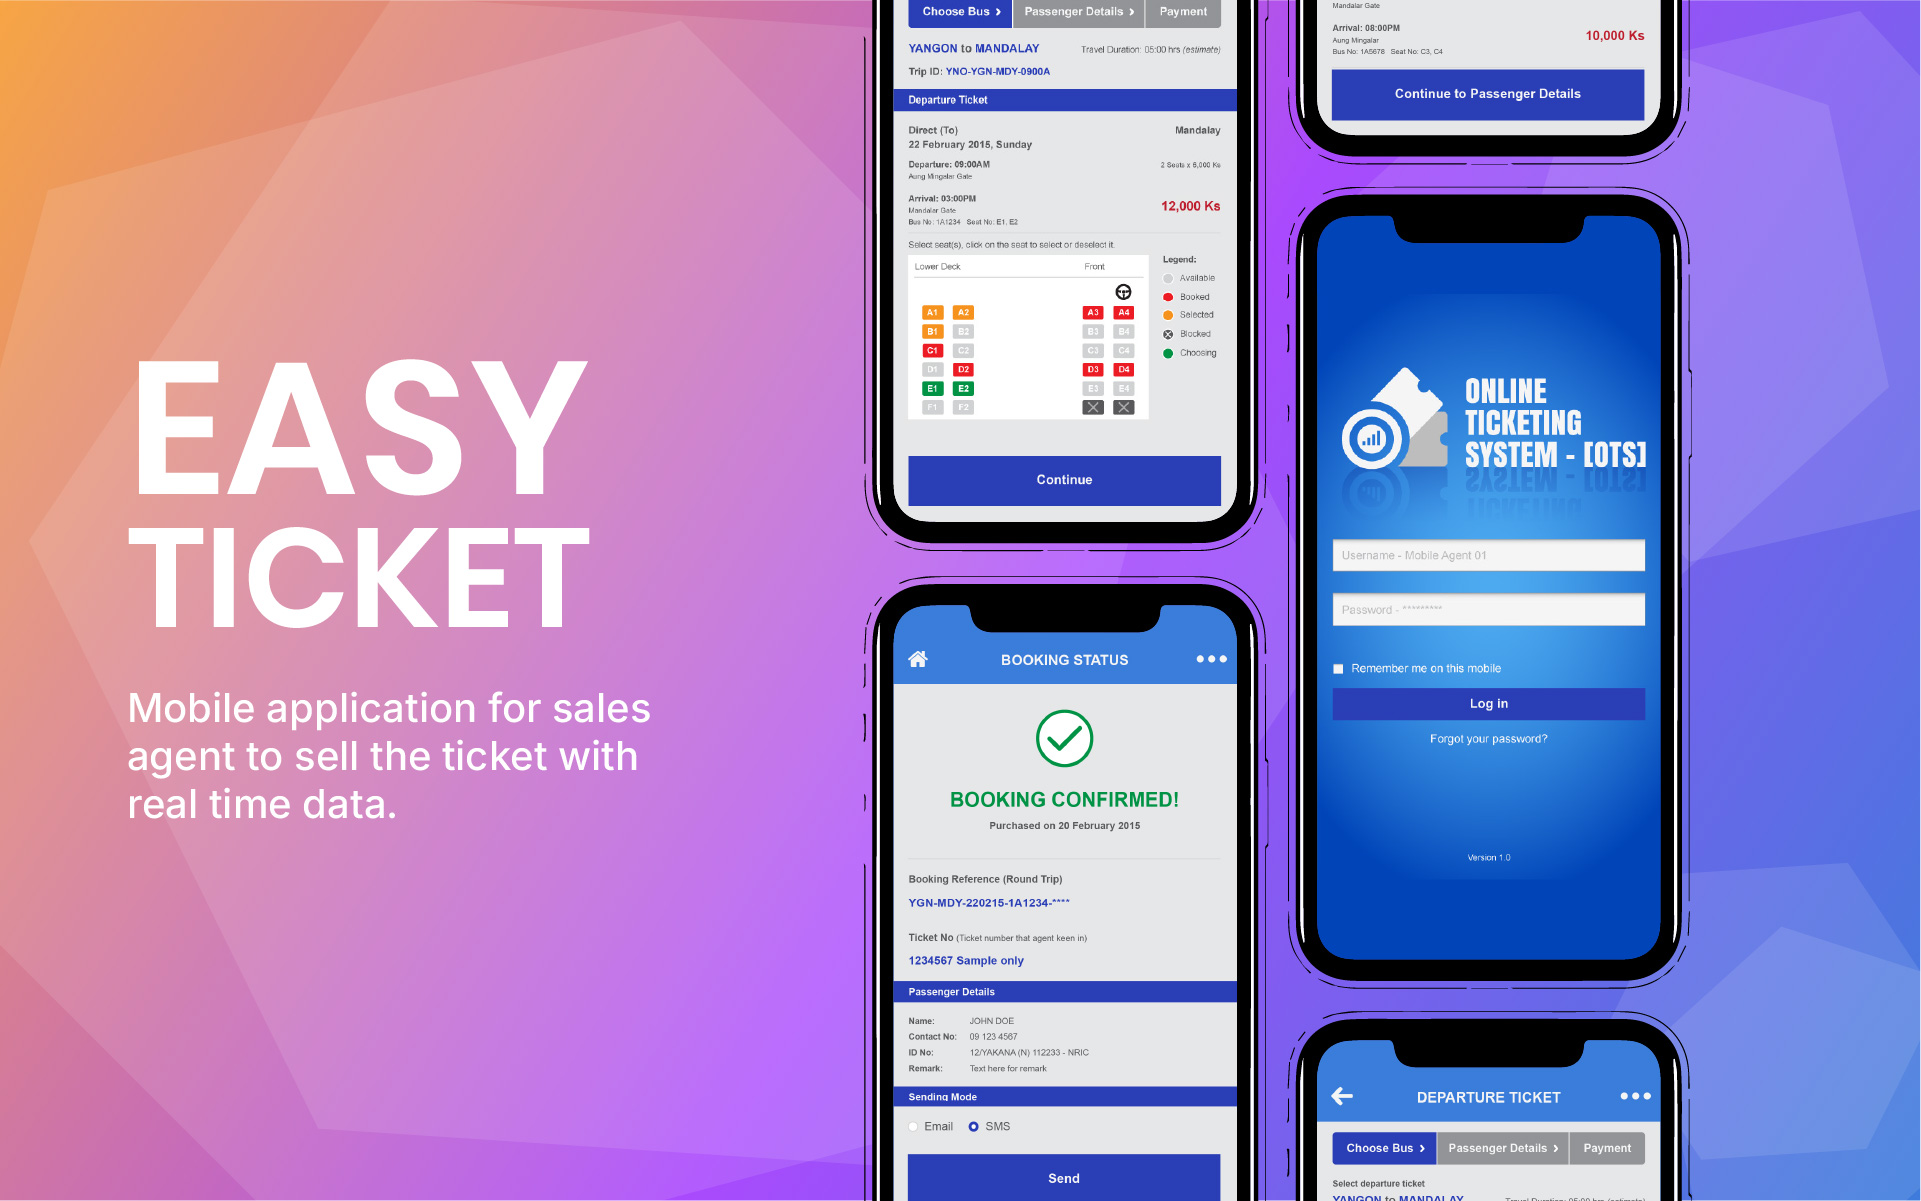 EASY
TICKET
Mobile application for sales
agent to sell the ticket with
real time data.
Choose Bus › Passenger Details › Payment
YANGON to MANDALAY Travel Duration: 05:00 hrs (estimate)
Trip ID: YNO-YGN-MDY-0900A
Departure Ticket
Direct (To) Mandalay
22 February 2015, Sunday
Departure: 09:00AM 2 Seats x 6,000 Ks
Aung Mingalar Gate
Arrival: 03:00PM
Mandalar Gate 12,000 Ks
Bus No: 1A1234 Seat No: E1, E2
Select seat(s), click on the seat to select or deselect it.
Lower Deck Front
A1 A2 A3 A4
B1 B2 B3 B4
C1 C2 C3 C4
D1 D2 D3 D4
E1 E2 E3 E4
F1 F2
Legend:
Available
Booked
Selected
Blocked
Choosing
Continue
BOOKING STATUS
BOOKING CONFIRMED!
Purchased on 20 February 2015
Booking Reference (Round Trip)
YGN-MDY-220215-1A1234-****
Ticket No (Ticket number that agent keen in)
1234567 Sample only
Passenger Details
Name: JOHN DOE
Contact No: 09 123 4567
ID No: 12/YAKANA (N) 112233 - NRIC
Remark: Text here for remark
Sending Mode
Email SMS
Send
Mandalar Gate
Arrival: 08:00PM
Aung Mingalar 10,000 Ks
Bus No: 1A5678 Seat No: C3, C4
Continue to Passenger Details
ONLINE
TICKETING
SYSTEM - [OTS]
Username - Mobile Agent 01
Password - *********
Remember me on this mobile
Log in
Forgot your password?
Version 1.0
DEPARTURE TICKET
Choose Bus › Passenger Details › Payment
Select departure ticket
YANGON to MANDALAY Travel Duration: 05:00 hrs (estimate)